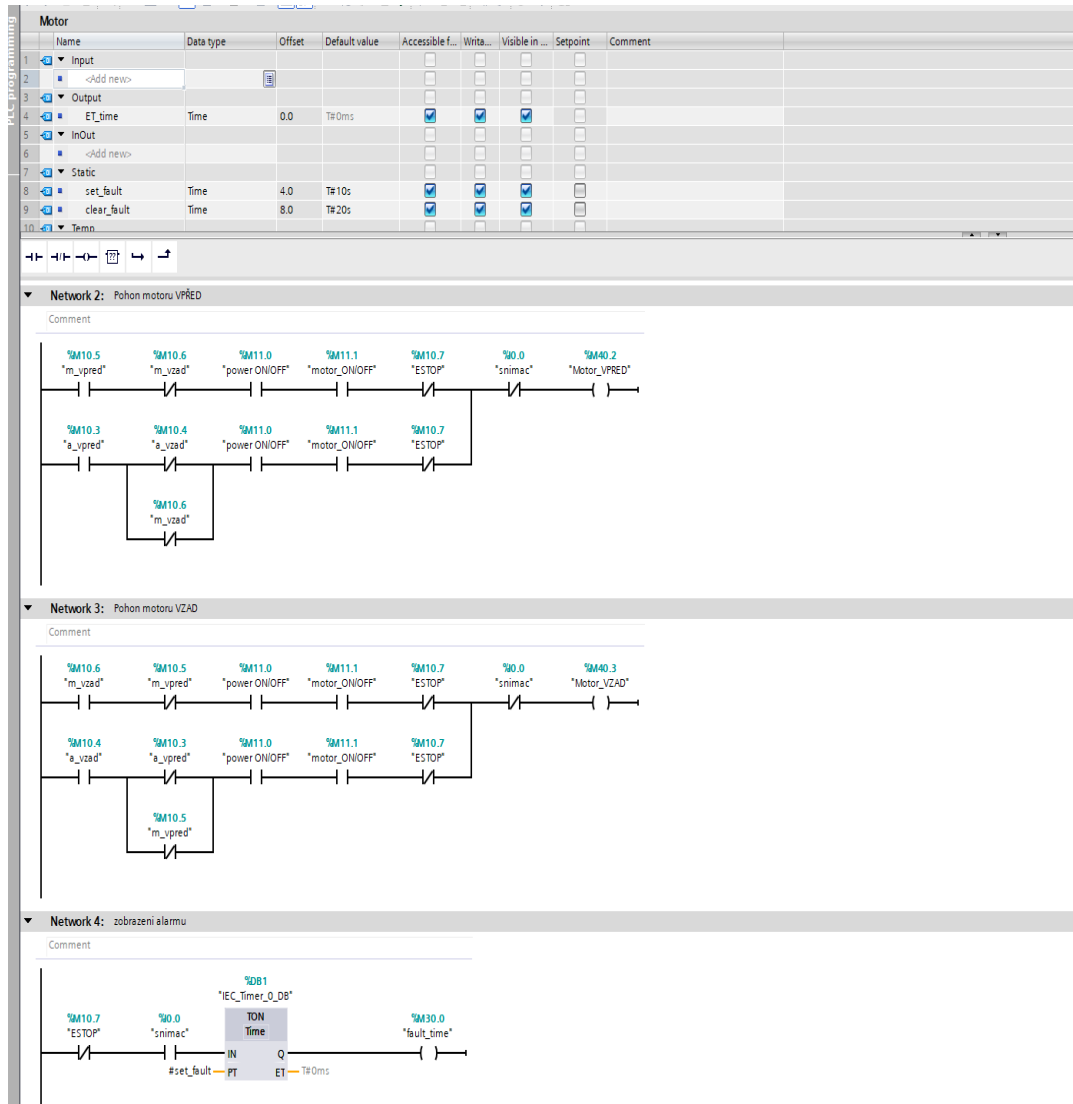 Motor
Name Data type Offset Default value Accessible f... Writa... Visible in ... Setpoint Comment
1 Input
2 <Add new>
3 Output
4 ET_time Time 0.0 T#0ms
5 InOut
6 <Add new>
7 Static
8 set_fault Time 4.0 T#10s
9 clear_fault Time 8.0 T#20s
10 Temp
PLC programming
??
Network 2: Pohon motoru VPŘED
Comment
%M10.5 %M10.6 %M11.0 %M11.1 %M10.7 %I0.0 %M40.2
"m_vpred" "m_vzad" "power ON/OFF" "motor_ON/OFF" "ESTOP" "snimac" "Motor_VPRED"
%M10.3 %M10.4 %M11.0 %M11.1 %M10.7
"a_vpred" "a_vzad" "power ON/OFF" "motor_ON/OFF" "ESTOP"
%M10.6
"m_vzad"
Network 3: Pohon motoru VZAD
Comment
%M10.6 %M10.5 %M11.0 %M11.1 %M10.7 %I0.0 %M40.3
"m_vzad" "m_vpred" "power ON/OFF" "motor_ON/OFF" "ESTOP" "snimac" "Motor_VZAD"
%M10.4 %M10.3 %M11.0 %M11.1 %M10.7
"a_vzad" "a_vpred" "power ON/OFF" "motor_ON/OFF" "ESTOP"
%M10.5
"m_vpred"
Network 4: zobrazeni alarmu
Comment
%DB1
"IEC_Timer_0_DB"
%M10.7 %I0.0 TON %M30.0
"ESTOP" "snimac" Time "fault_time"
IN Q
#set_fault PT ET T#0ms